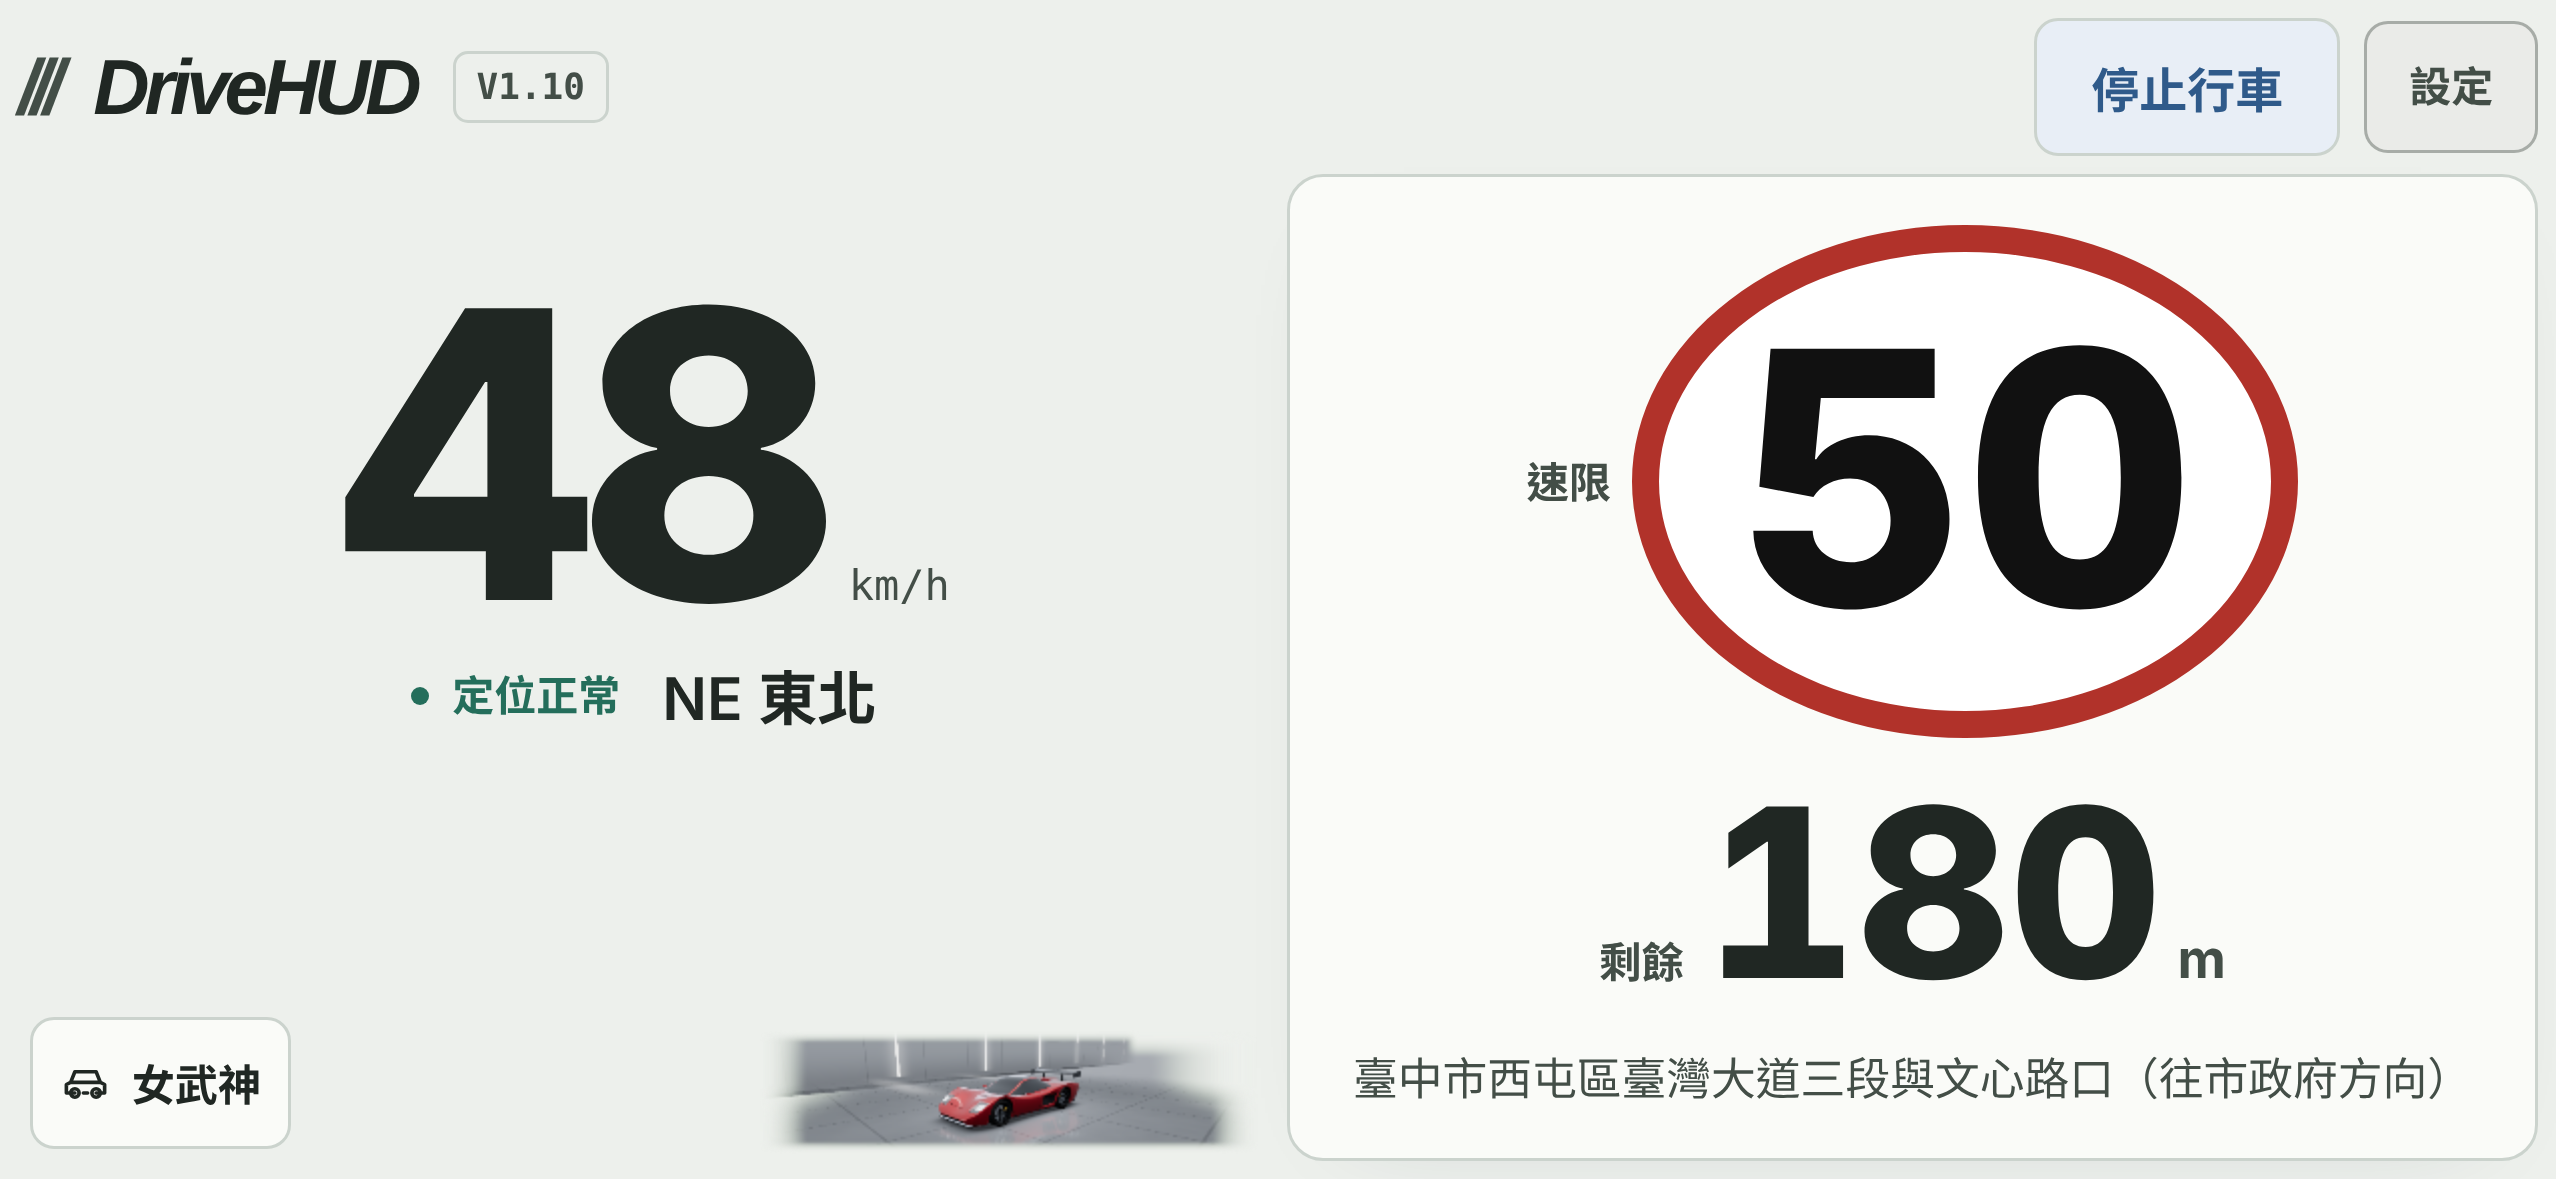 DriveHUD V1.10
停止行車 設定
48 km/h
定位正常 NE 東北
女武神
速限 50
剩餘 180 m
臺中市西屯區臺灣大道三段與文心路口（往市政府方向）